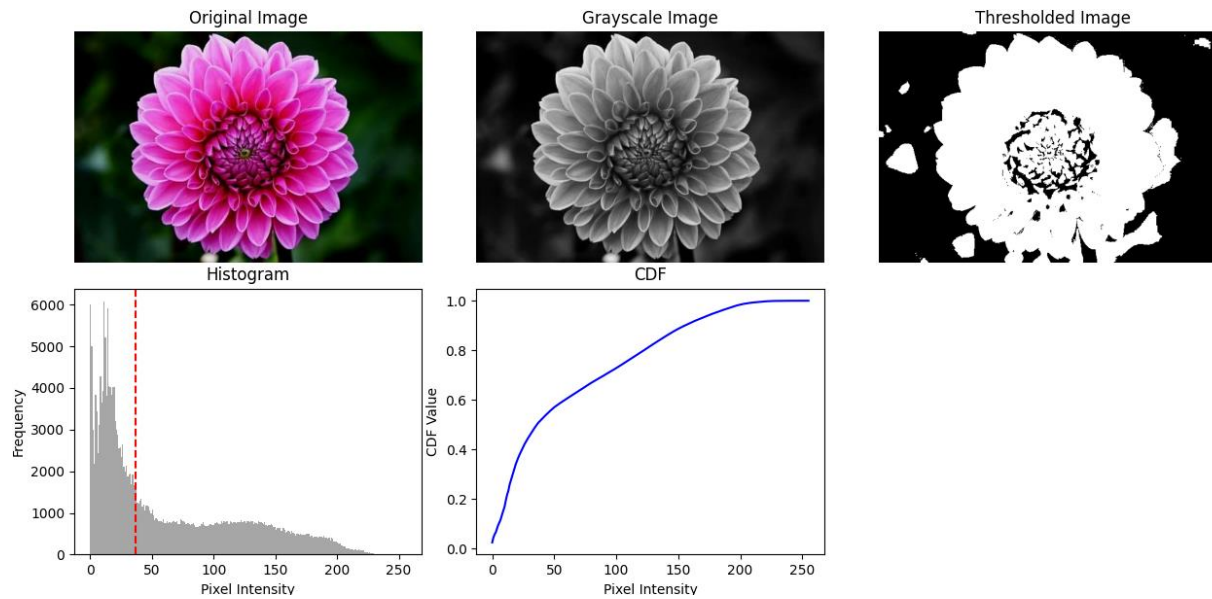 Original Image
Grayscale Image
Thresholded Image
Histogram
CDF
6000
5000
4000
3000
2000
1000
0
Frequency
0 50 100 150 200 250
Pixel Intensity
1.0
0.8
0.6
0.4
0.2
0.0
CDF Value
0 50 100 150 200 250
Pixel Intensity